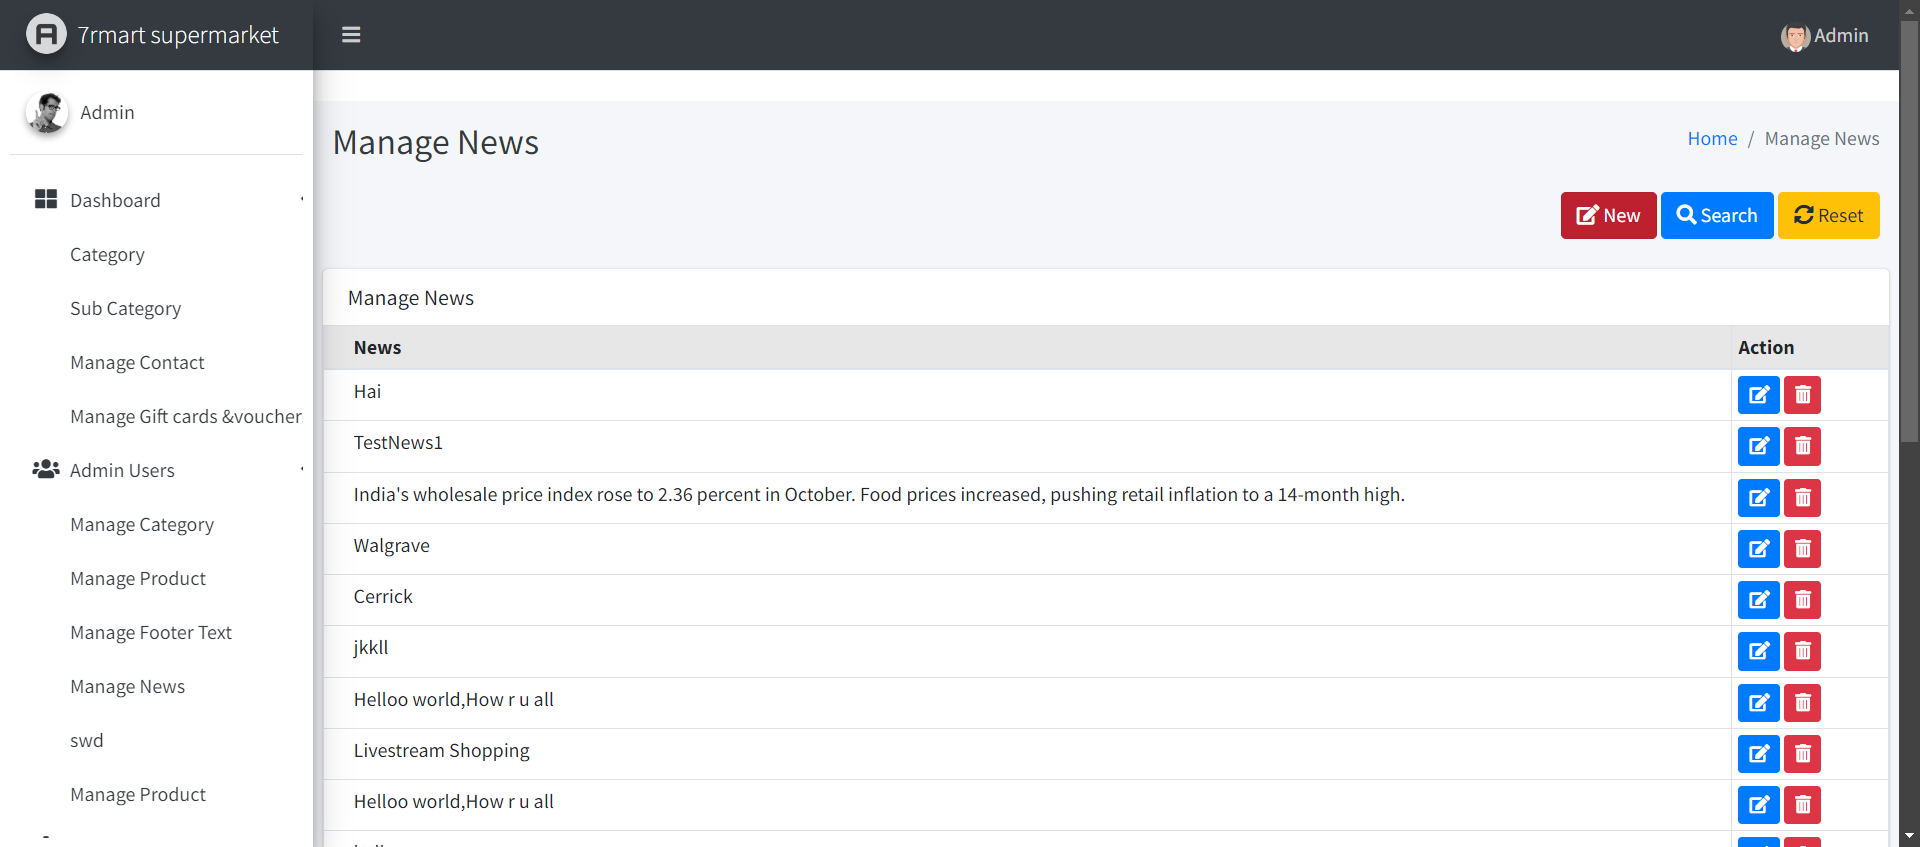 7rmart supermarket
Admin
Admin
Dashboard
Category
Sub Category
Manage Contact
Manage Gift cards &voucher
Admin Users
Manage Category
Manage Product
Manage Footer Text
Manage News
swd
Manage Product
Manage News
Home / Manage News
New
Search
Reset
Manage News
News Action
Hai
TestNews1
India's wholesale price index rose to 2.36 percent in October. Food prices increased, pushing retail inflation to a 14-month high.
Walgrave
Cerrick
jkkll
Helloo world,How r u all
Livestream Shopping
Helloo world,How r u all